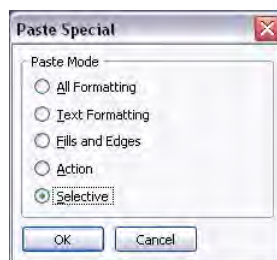 Paste Special
Paste Mode
All Formatting
Text Formatting
Fills and Edges
Action
Selective
OK Cancel